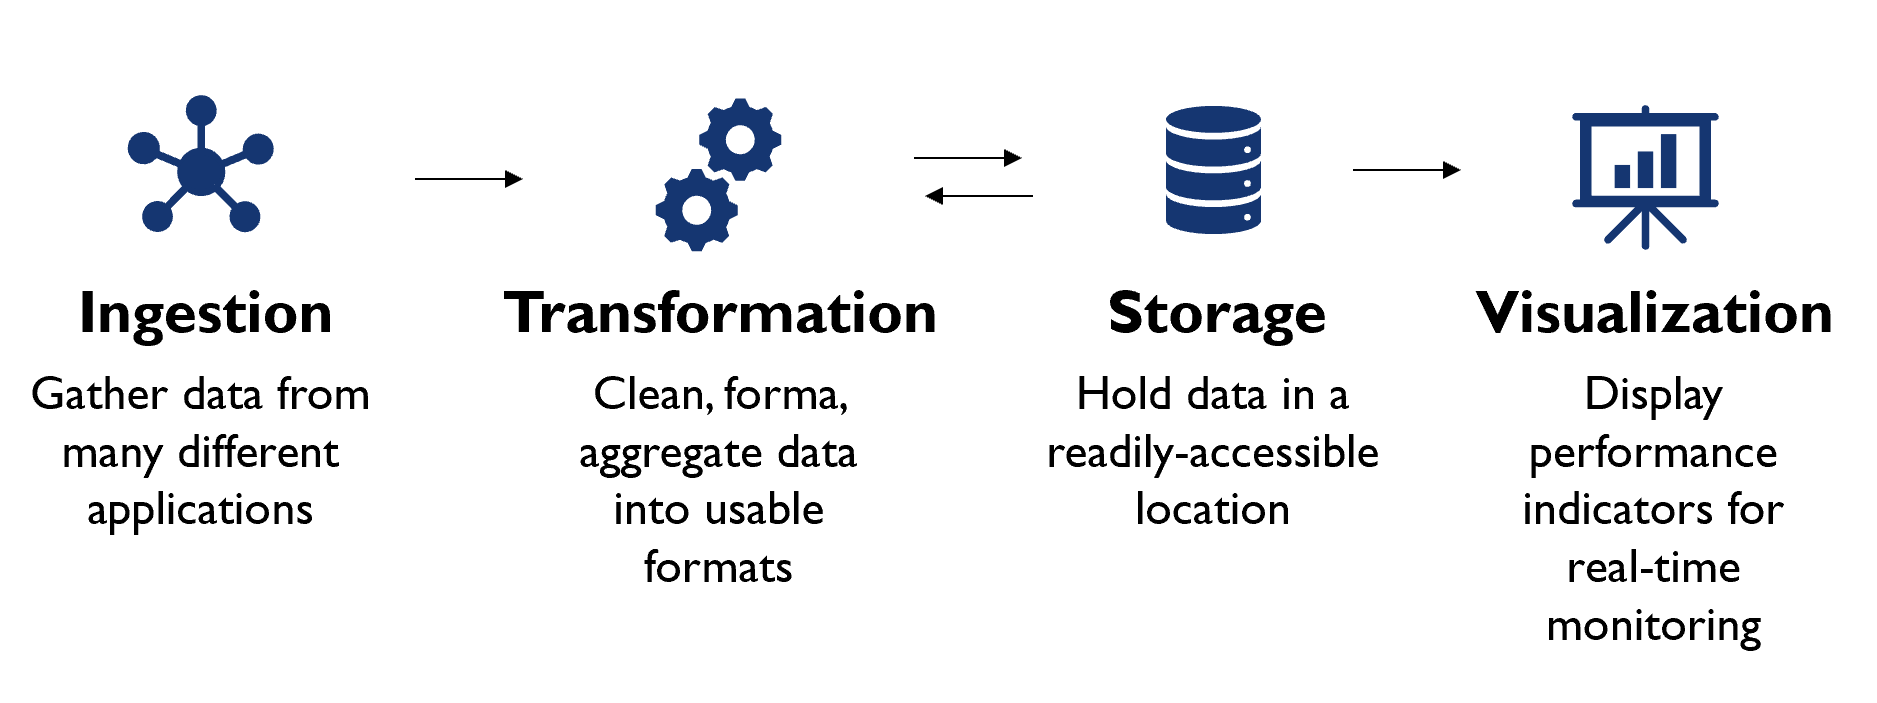 Ingestion
Gather data from
many different
applications
Transformation
Clean, forma,
aggregate data
into usable
formats
Storage
Hold data in a
readily-accessible
location
Visualization
Display
performance
indicators for
real-time
monitoring